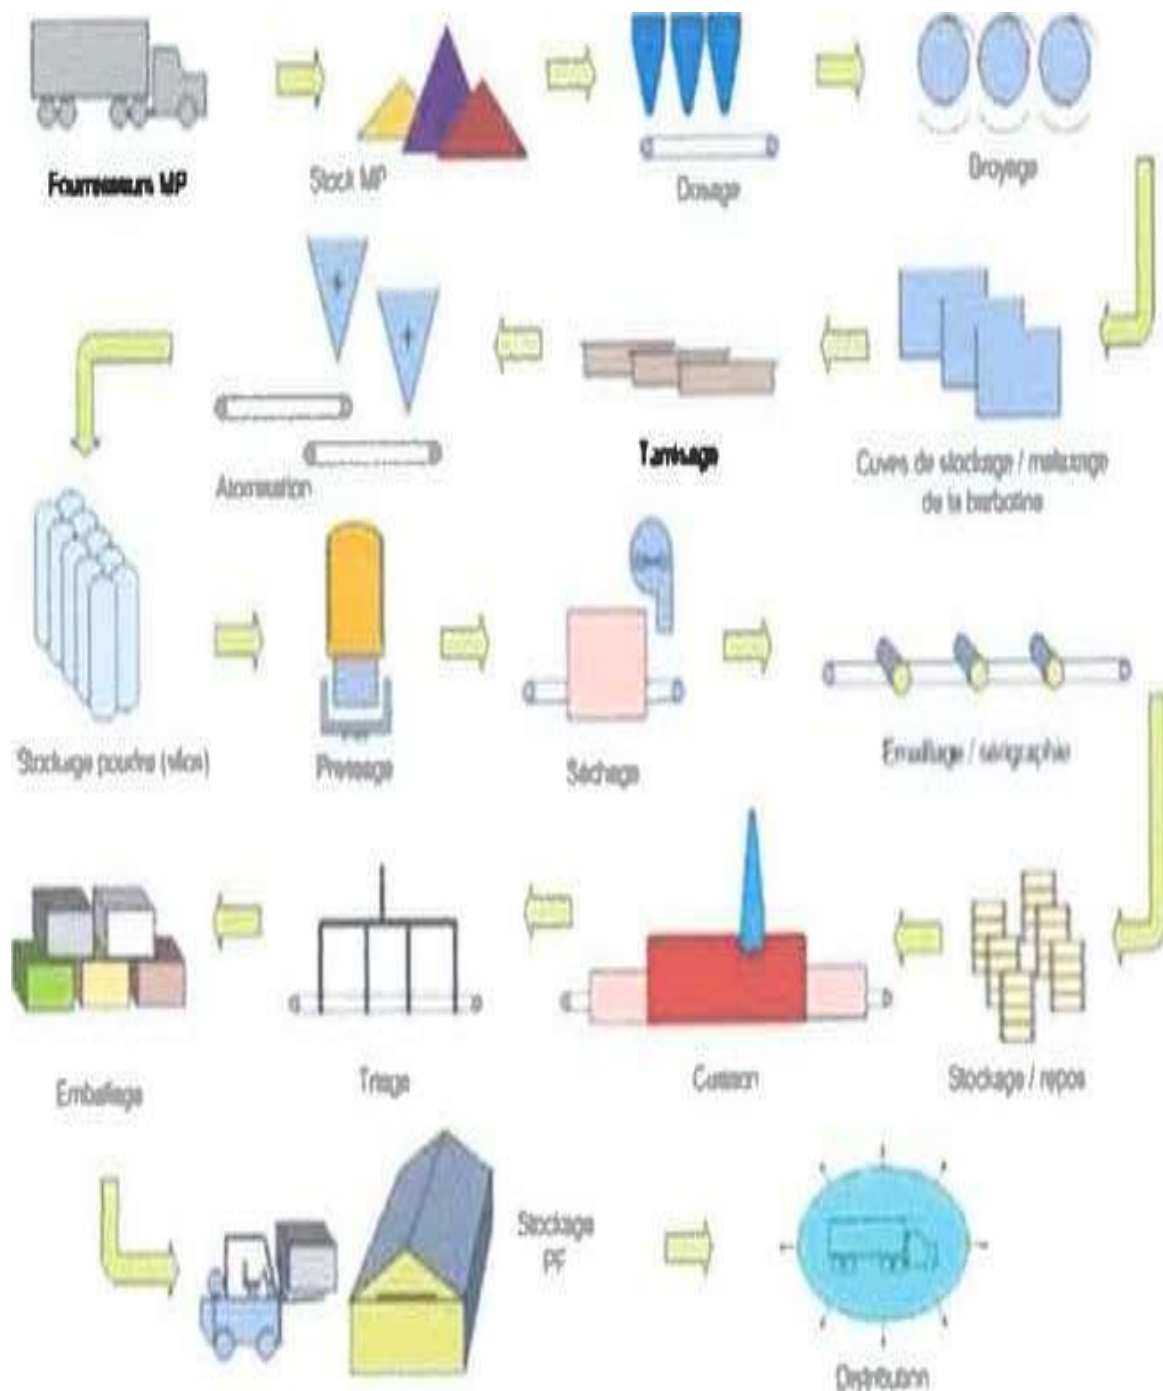 Fournisseurs MP
Stock MP
Dosage
Broyage
Cuves de stockage / malaxage
de la barbotine
Tamisage
Atomisation
Stockage poudre (silos)
Pressage
Séchage
Emaillage / sérigraphie
Stockage / repos
Cuisson
Triage
Emballage
Stockage
PF
Distribution